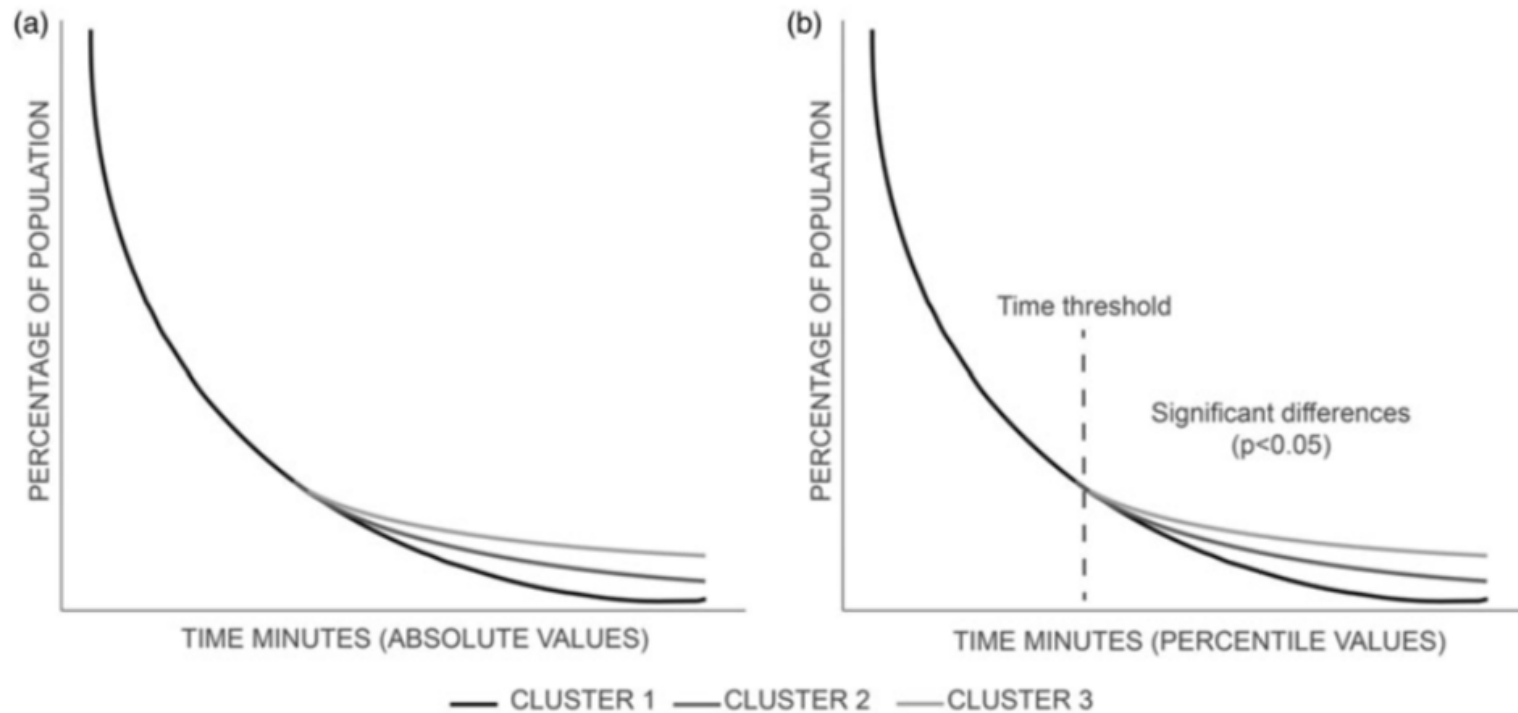 (a)
PERCENTAGE OF POPULATION
TIME MINUTES (ABSOLUTE VALUES)
(b)
PERCENTAGE OF POPULATION
Time threshold
Significant differences
(p<0.05)
TIME MINUTES (PERCENTILE VALUES)
CLUSTER 1 CLUSTER 2 CLUSTER 3